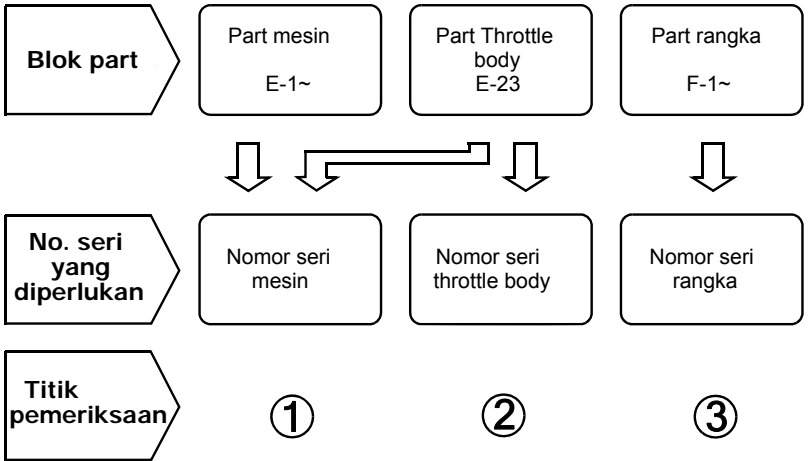 Blok part
Part mesin
E-1~
Part Throttle
body
E-23
Part rangka
F-1~
No. seri
yang
diperlukan
Nomor seri
mesin
Nomor seri
throttle body
Nomor seri
rangka
Titik
pemeriksaan
①
②
③